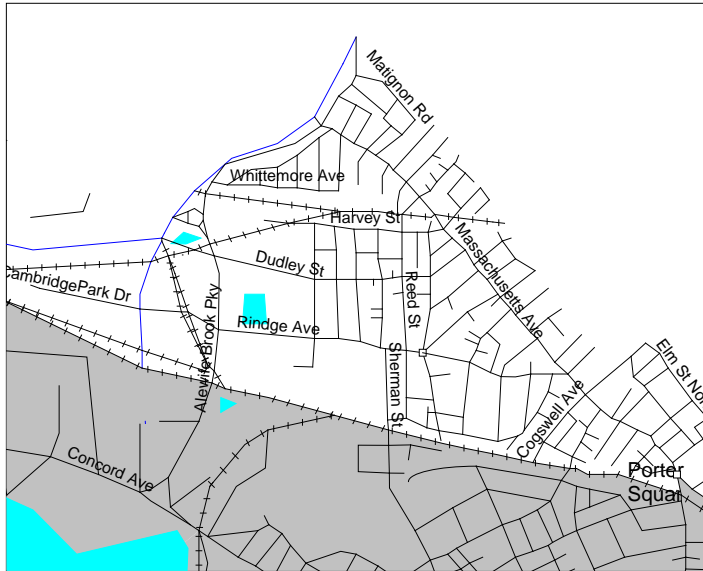 Matignon Rd
Whittemore Ave
Harvey St
Massachusetts Ave
Dudley St
CambridgePark Dr
Reed St
Alewife Brook Pky
Rindge Ave
Sherman St
Elm St Nor
Cogswell Ave
Concord Ave
Porter
Squar